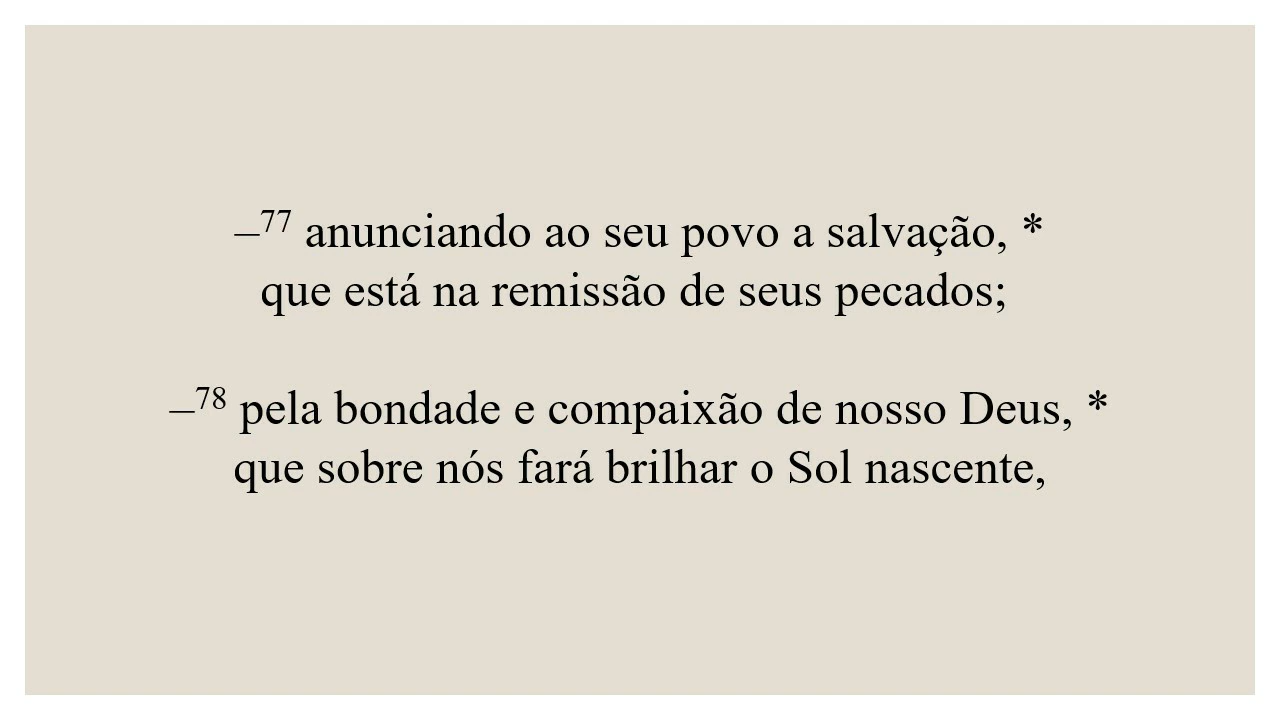 –77 anunciando ao seu povo a salvação, *
que está na remissão de seus pecados;
–78 pela bondade e compaixão de nosso Deus, *
que sobre nós fará brilhar o Sol nascente,